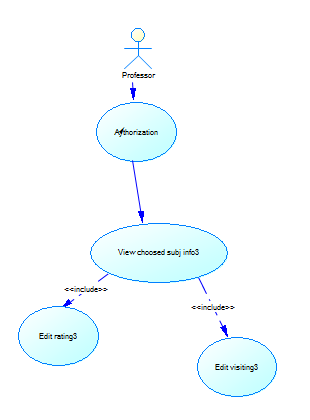 Professor
Authorization
View choosed subj info3
<<include>>
<<include>>
Edit rating3
Edit visiting3